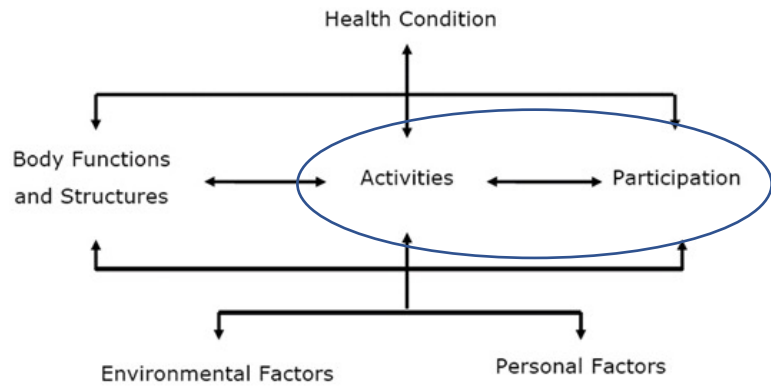 Health Condition
Body Functions
and Structures
Activities
Participation
Environmental Factors
Personal Factors